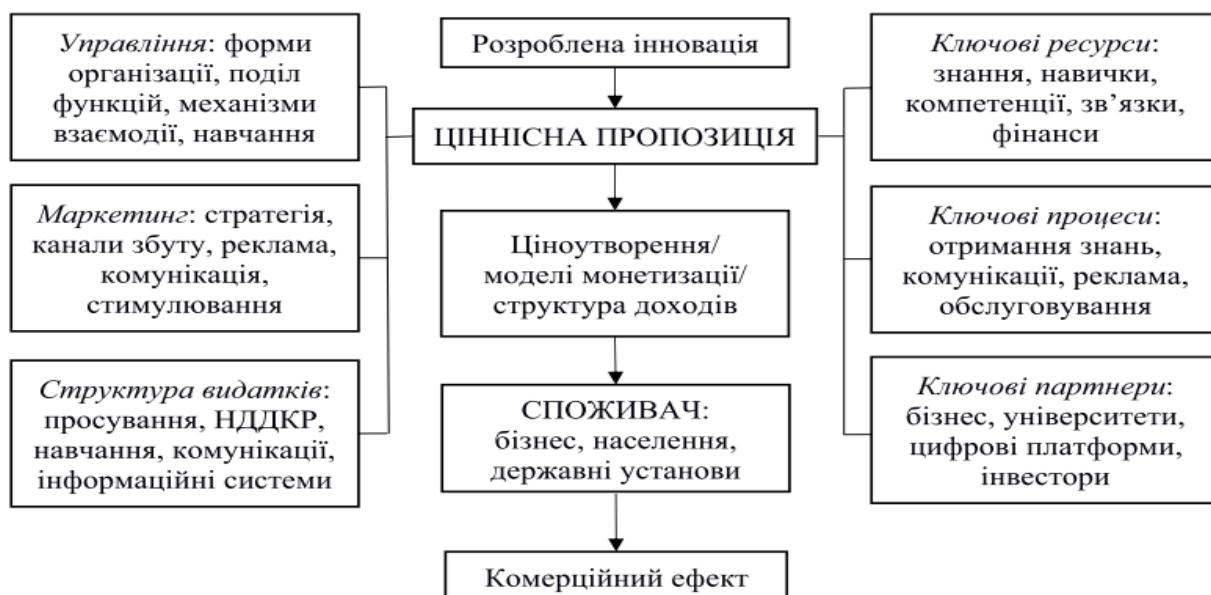 Управління: форми
організації, поділ
функцій, механізми
взаємодії, навчання
Маркетинг: стратегія,
канали збуту, реклама,
комунікація,
стимулювання
Структура видатків:
просування, НДДКР,
навчання, комунікації,
інформаційні системи
Розроблена інновація
ЦІННІСНА ПРОПОЗИЦІЯ
Ціноутворення/
моделі монетизації/
структура доходів
СПОЖИВАЧ:
бізнес, населення,
державні установи
Комерційний ефект
Ключові ресурси:
знання, навички,
компетенції, зв’язки,
фінанси
Ключові процеси:
отримання знань,
комунікації, реклама,
обслуговування
Ключові партнери:
бізнес, університети,
цифрові платформи,
інвестори